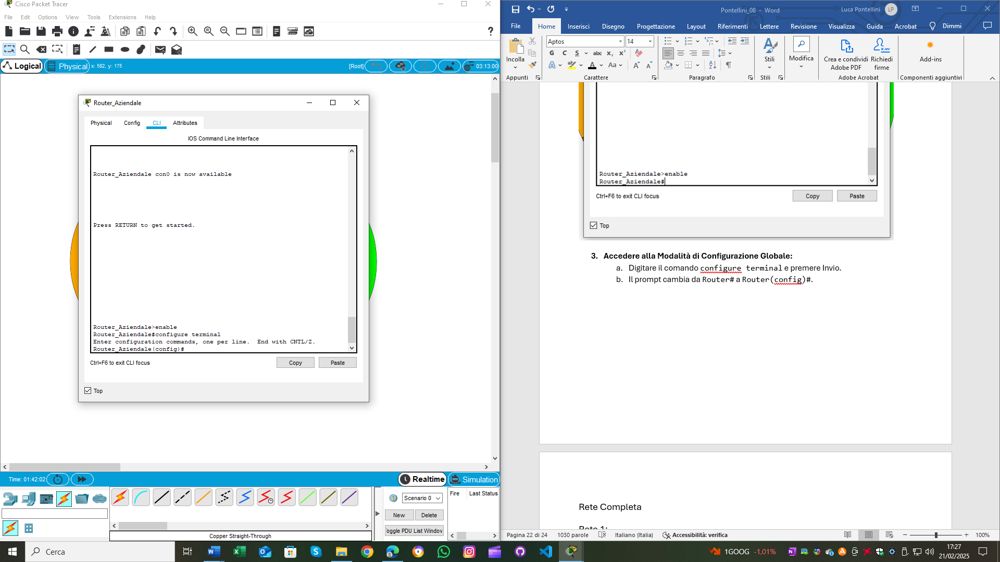 Cisco Packet Tracer
File Edit Options View Tools Extensions Help
Logical Physical x: 582, y: 175 [Root] 03:13:00
Router_Aziendale
Physical Config CLI Attributes
IOS Command Line Interface
Router_Aziendale con0 is now available
Press RETURN to get started.
Router_Aziendale>enable
Router_Aziendale#configure terminal
Enter configuration commands, one per line.  End with CNTL/Z.
Router_Aziendale(config)#
Ctrl+F6 to exit CLI focus Copy Paste
Top
Time: 01:42:02 Realtime Simulation
Scenario 0
New Delete
Toggle PDU List Window
Fire Last Status
Copper Straight-Through
Pontellini_08 - Word Luca Pontellini LP
File Home Inserisci Disegno Progettazione Layout Riferimenti Lettere Revisione Visualizza Guida Acrobat Dimmi
Aptos 14
G C S abc x₂ x² Aa
Incolla Stili Modifica Crea e condividi Adobe PDF Richiedi firme Add-ins
Appunti Carattere Paragrafo Stili Adobe Acrobat Componenti aggiuntivi
Router_Aziendale>enable
Router_Aziendale#
Ctrl+F6 to exit CLI focus Copy Paste
Top
3. Accedere alla Modalità di Configurazione Globale:
a. Digitare il comando configure terminal e premere Invio.
b. Il prompt cambia da Router# a Router(config)#.
Rete Completa
Rete 1:
Pagina 22 di 24 1030 parole Italiano (Italia) Accessibilità: verifica 100%
Cerca
1GOOG -1,01%
17:27
21/02/2025